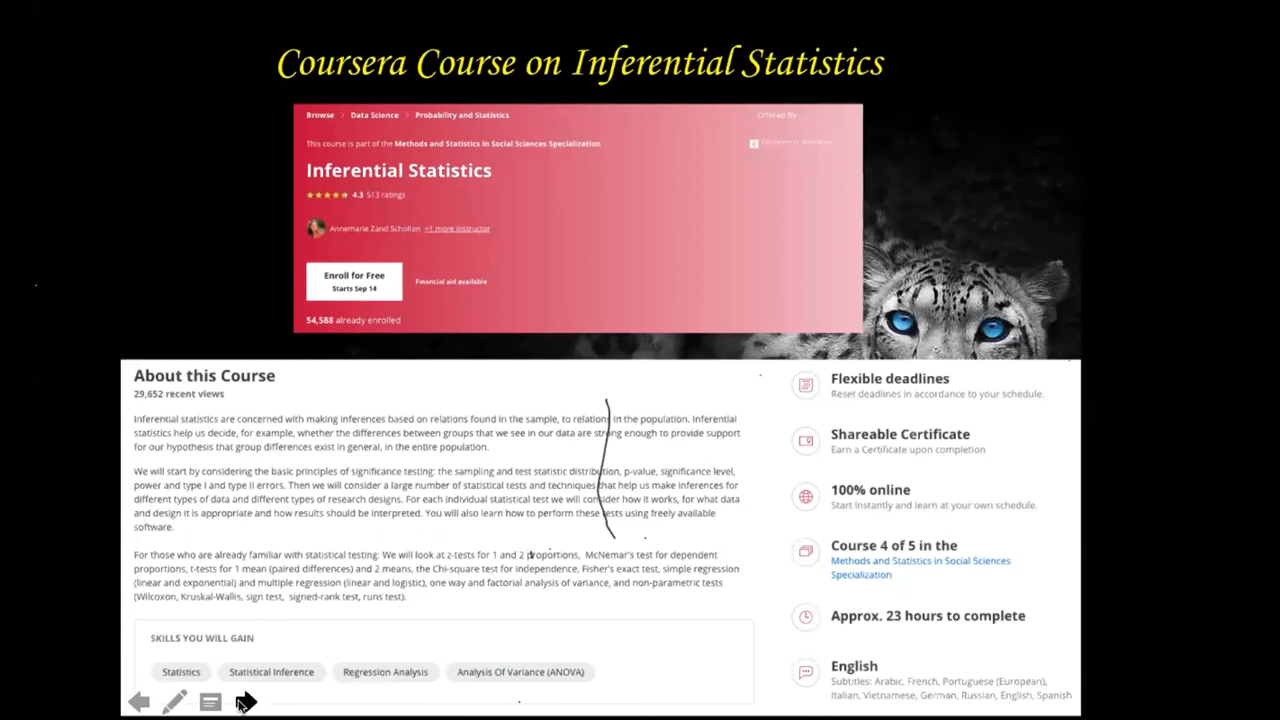 Coursera Course on Inferential Statistics
Browse > Data Science > Probability and Statistics
Offered By
This course is part of the Methods and Statistics in Social Sciences Specialization
Inferential Statistics
4.3 513 ratings
Annemarie Zand Scholten +1 more instructor
Enroll for Free
Starts Sep 14
Financial aid available
54,588 already enrolled
About this Course
29,652 recent views
Inferential statistics are concerned with making inferences based on relations found in the sample, to relations in the population. Inferential
statistics help us decide, for example, whether the differences between groups that we see in our data are strong enough to provide support
for our hypothesis that group differences exist in general, in the entire population.
We will start by considering the basic principles of significance testing: the sampling and test statistic distribution, p-value, significance level,
power and type I and type II errors. Then we will consider a large number of statistical tests and techniques that help us make inferences for
different types of data and different types of research designs. For each individual statistical test we will consider how it works, for what data
and design it is appropriate and how results should be interpreted. You will also learn how to perform these tests using freely available
software.
For those who are already familiar with statistical testing: We will look at z-tests for 1 and 2 proportions, McNemar's test for dependent
proportions, t-tests for 1 mean (paired differences) and 2 means, the Chi-square test for independence, Fisher's exact test, simple regression
(linear and exponential) and multiple regression (linear and logistic), one way and factorial analysis of variance, and non-parametric tests
(Wilcoxon, Kruskal-Wallis, sign test, signed-rank test, runs test).
SKILLS YOU WILL GAIN
Statistics Statistical Inference Regression Analysis Analysis Of Variance (ANOVA)
Flexible deadlines
Reset deadlines in accordance to your schedule.
Shareable Certificate
Earn a Certificate upon completion
100% online
Start instantly and learn at your own schedule.
Course 4 of 5 in the
Methods and Statistics in Social Sciences
Specialization
Approx. 23 hours to complete
English
Subtitles: Arabic, French, Portuguese (European),
Italian, Vietnamese, German, Russian, English, Spanish